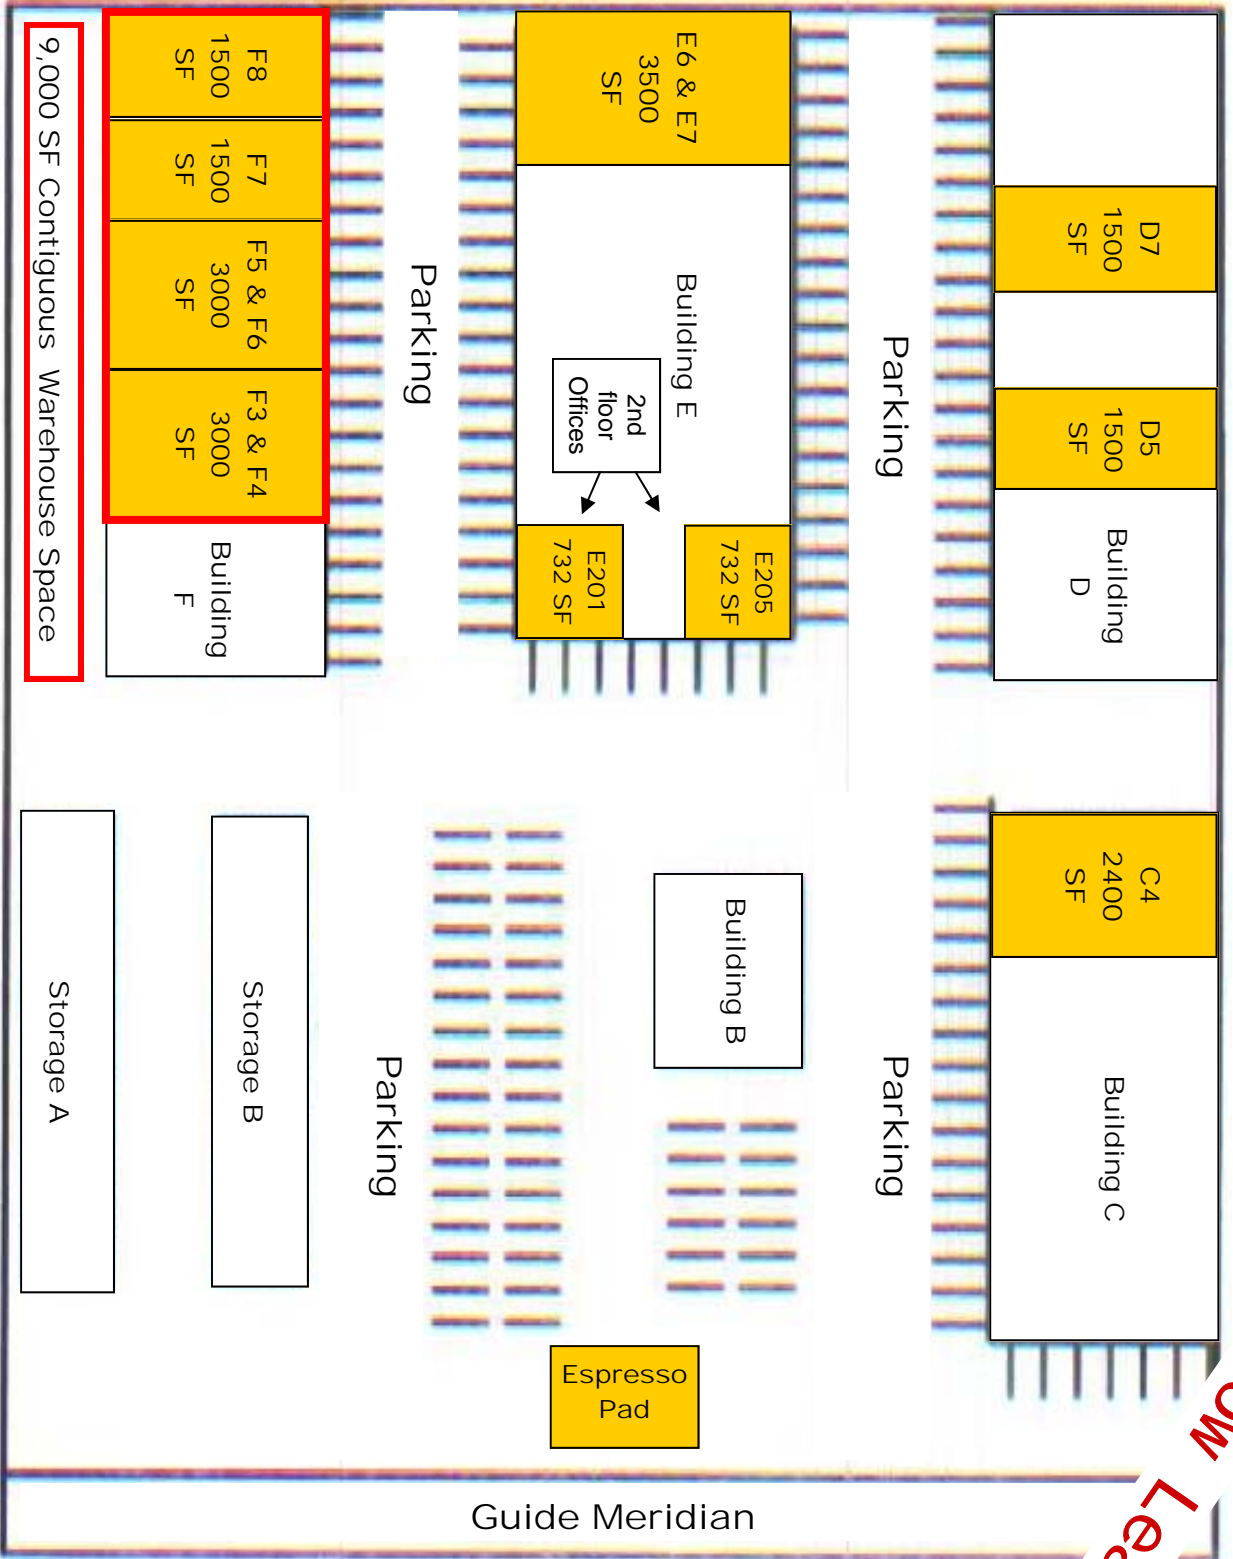 9,000 SF Contiguous Warehouse Space
F8
1500
SF
F7
1500
SF
F5 & F6
3000
SF
F3 & F4
3000
SF
Building
F
Parking
E6 & E7
3500
SF
Building E
2nd
floor
Offices
E201
732 SF
E205
732 SF
Parking
D7
1500
SF
D5
1500
SF
Building
D
Storage A
Storage B
Parking
Building B
Parking
C4
2400
SF
Building C
Espresso
Pad
Guide Meridian